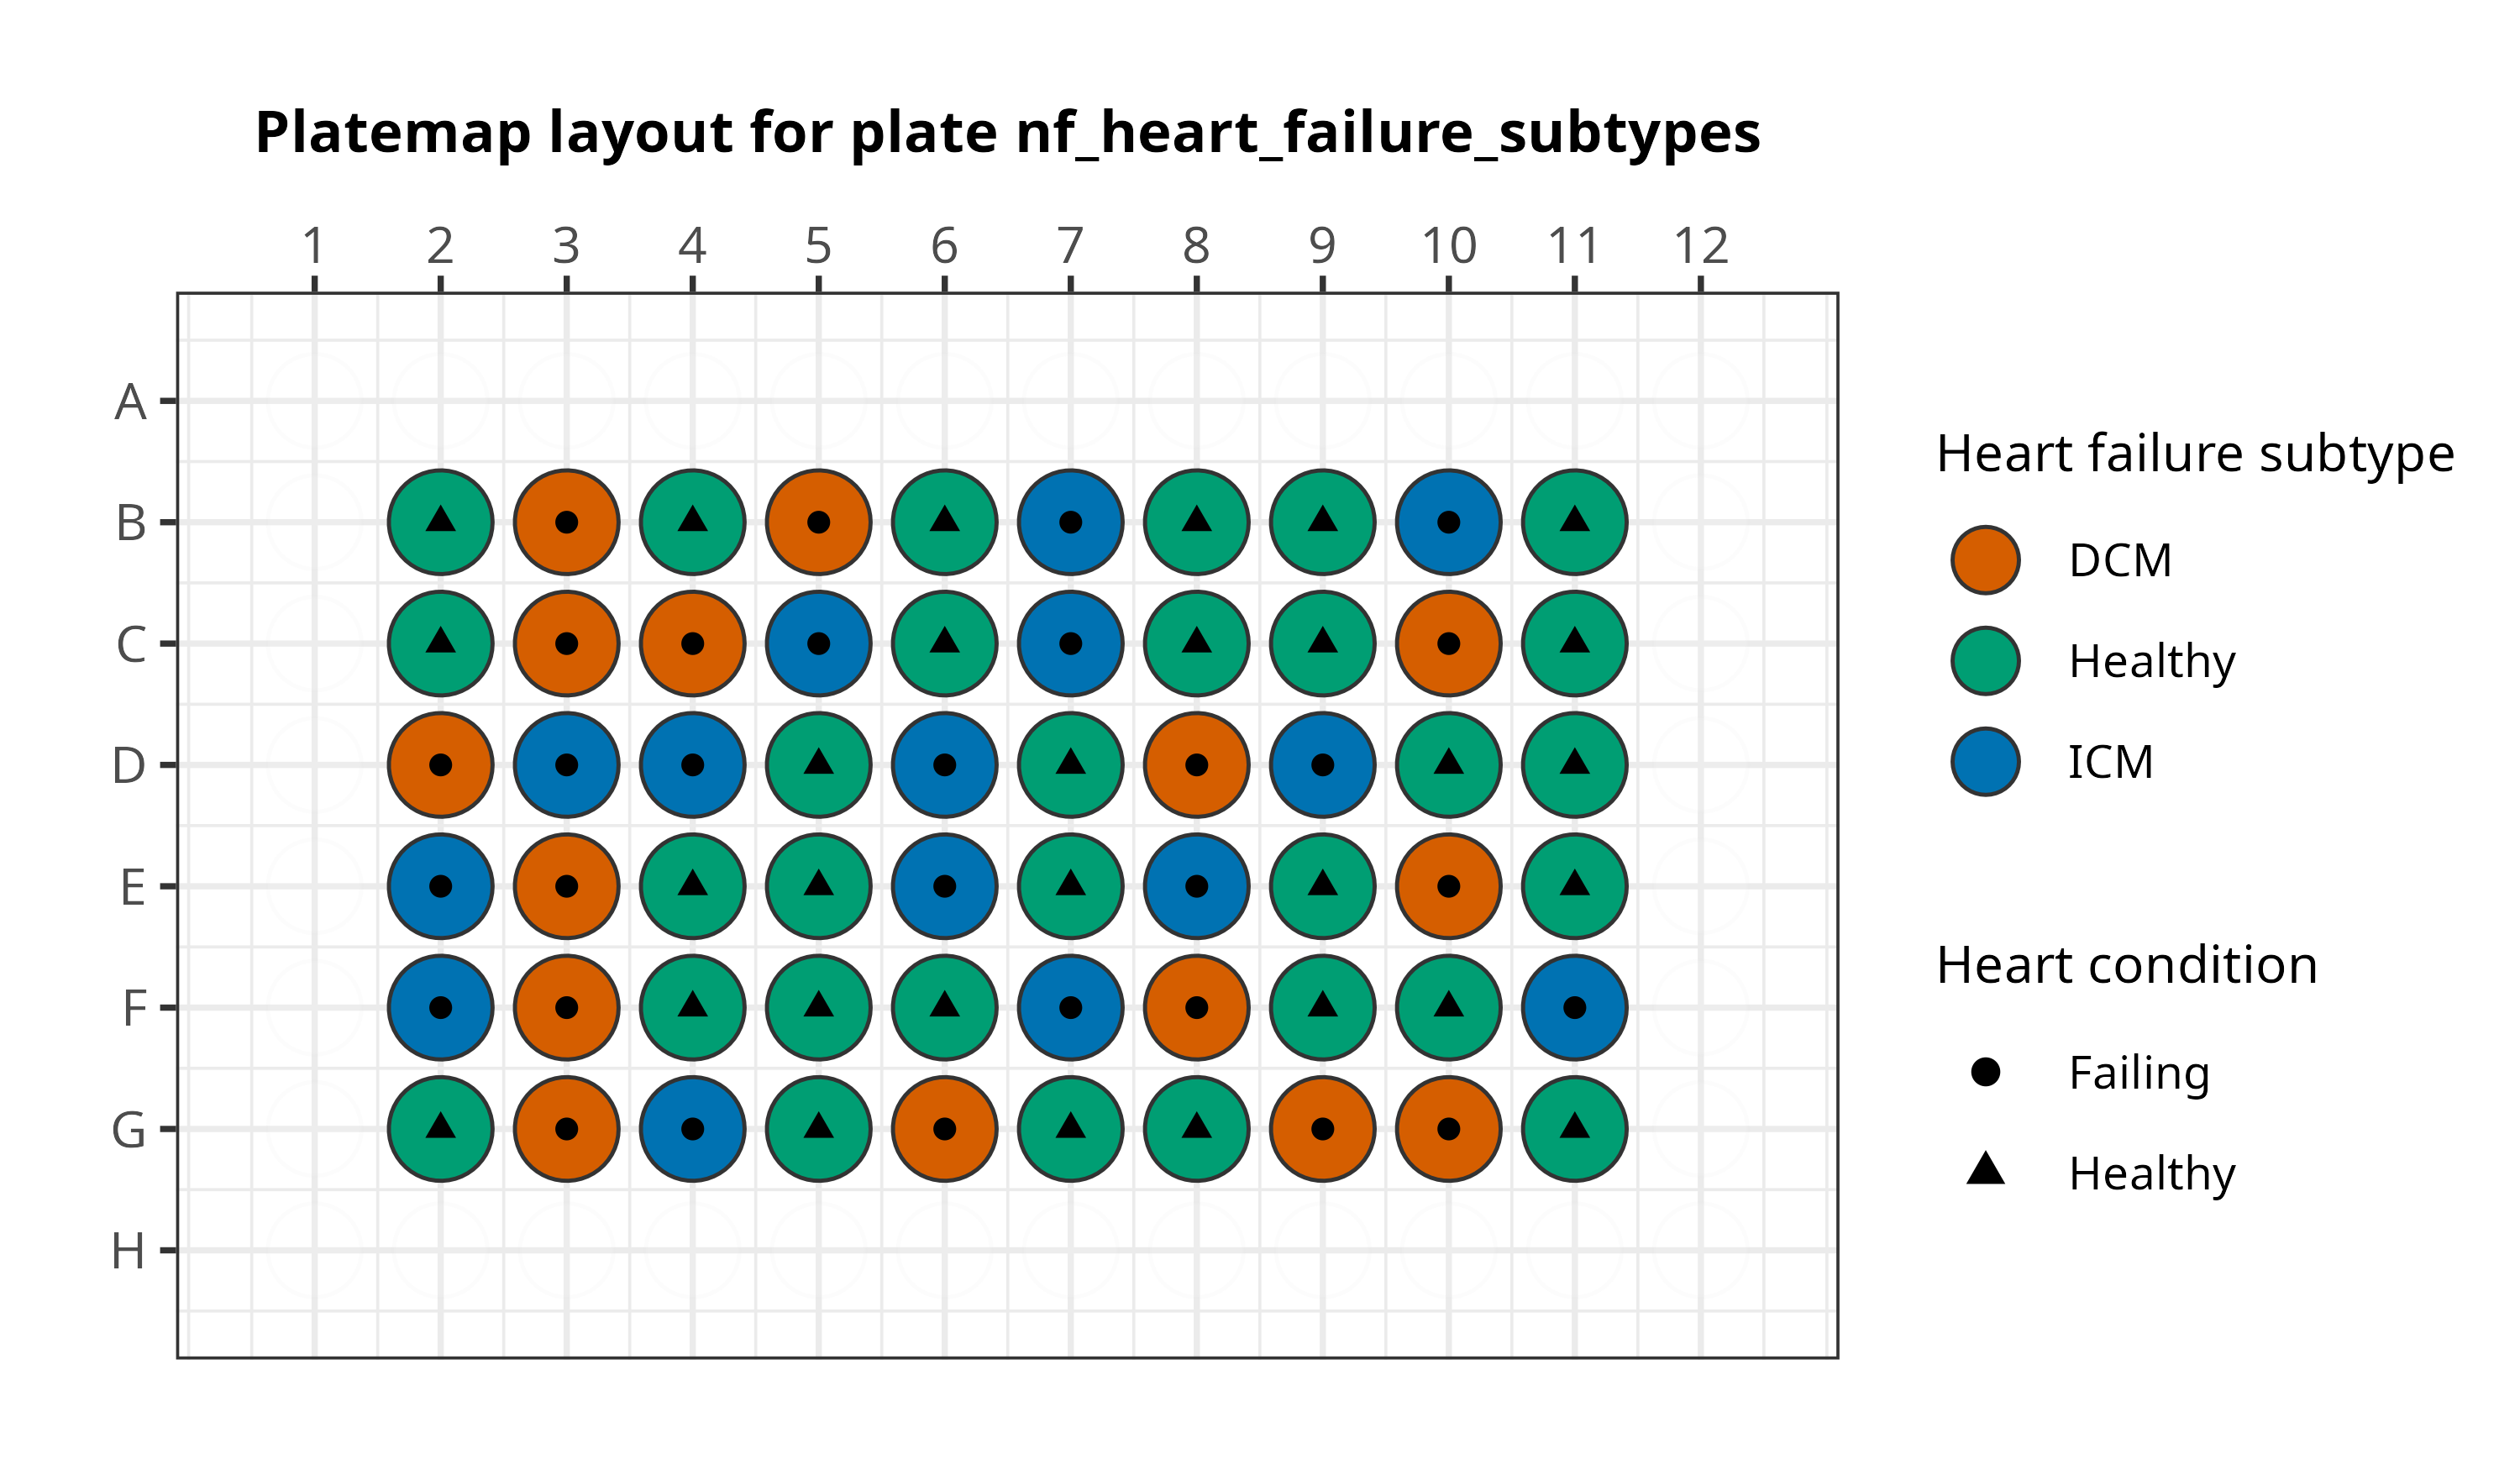 Platemap layout for plate nf_heart_failure_subtypes
1 2 3 4 5 6 7 8 9 10 11 12
A
B
C
D
E
F
G
H
Heart failure subtype
DCM
Healthy
ICM
Heart condition
Failing
Healthy